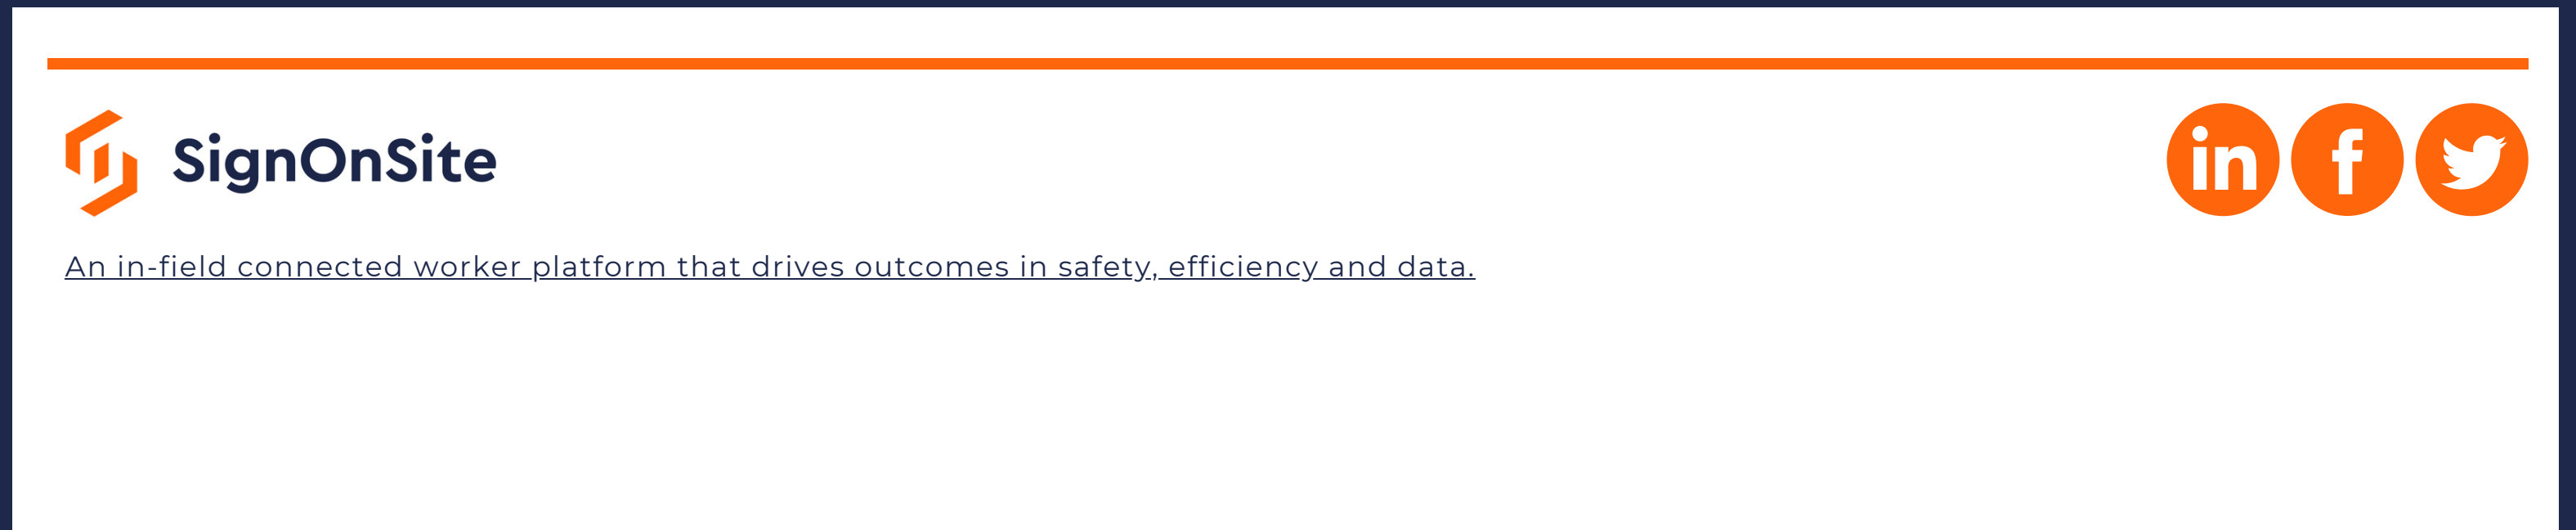 SignOnSite
in f
An in-field connected worker platform that drives outcomes in safety, efficiency and data.